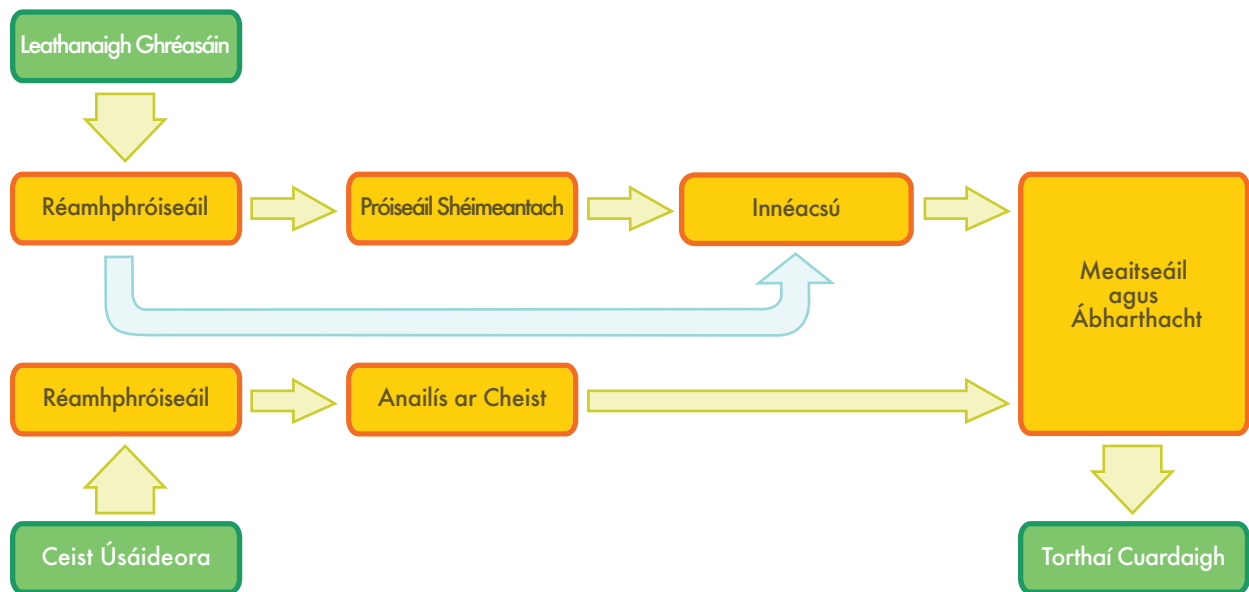 Leathanaigh Ghréasáin
Réamhphróiseáil
Próiseáil Shéimeantach
Innéacsú
Meaitseáil
agus
Ábharthacht
Réamhphróiseáil
Anailís ar Cheist
Ceist Úsáideora
Torthaí Cuardaigh